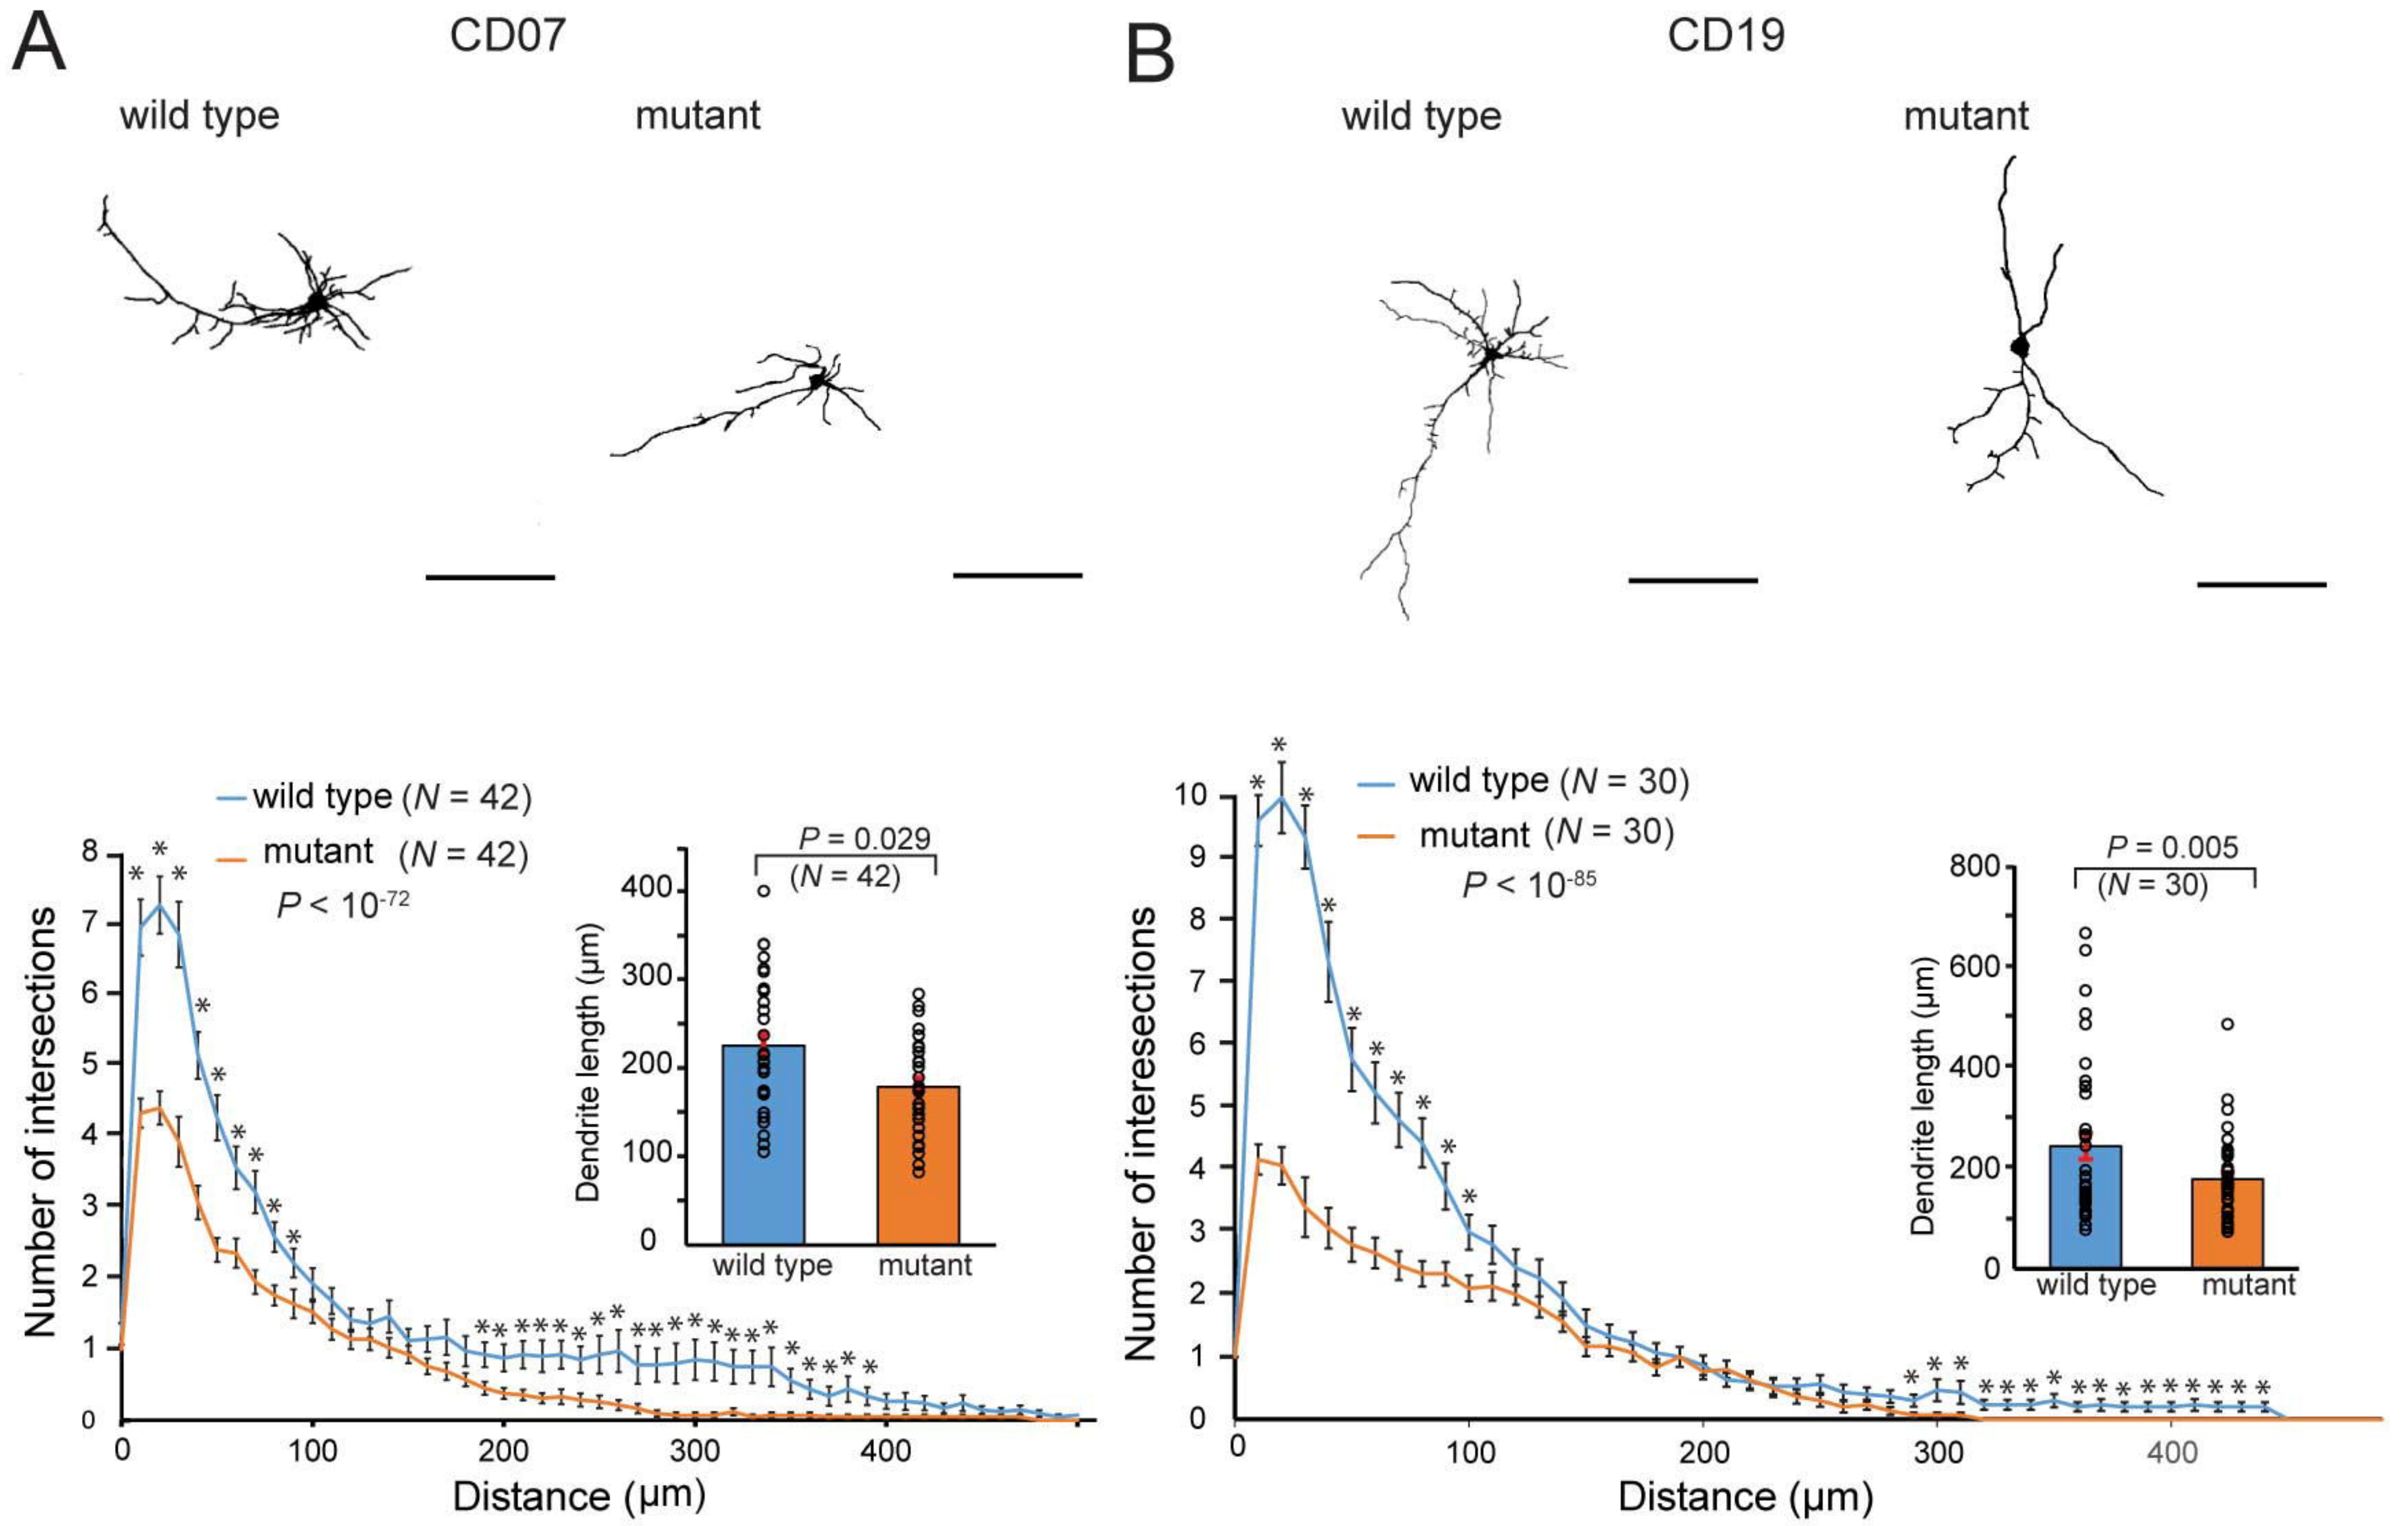 A
CD07
wild type
mutant
wild type (N = 42)
mutant (N = 42)
P < 10-72
Number of intersections
8
7
6
5
4
3
2
1
0
* * * * * * * * * * * * * * * * * * * * * * * * * * * * * *
0 100 200 300 400
Distance (µm)
P = 0.029
(N = 42)
Dendrite length (µm)
400
300
200
100
0
wild type mutant
B
CD19
wild type
mutant
wild type (N = 30)
mutant (N = 30)
P < 10-85
Number of interesections
10
9
8
7
6
5
4
3
2
1
0
* * * * * * * * * * * * * * * * * * * * * * * * * *
0 100 200 300 400
Distance (µm)
P = 0.005
(N = 30)
Dendrite length (µm)
800
600
400
200
0
wild type mutant